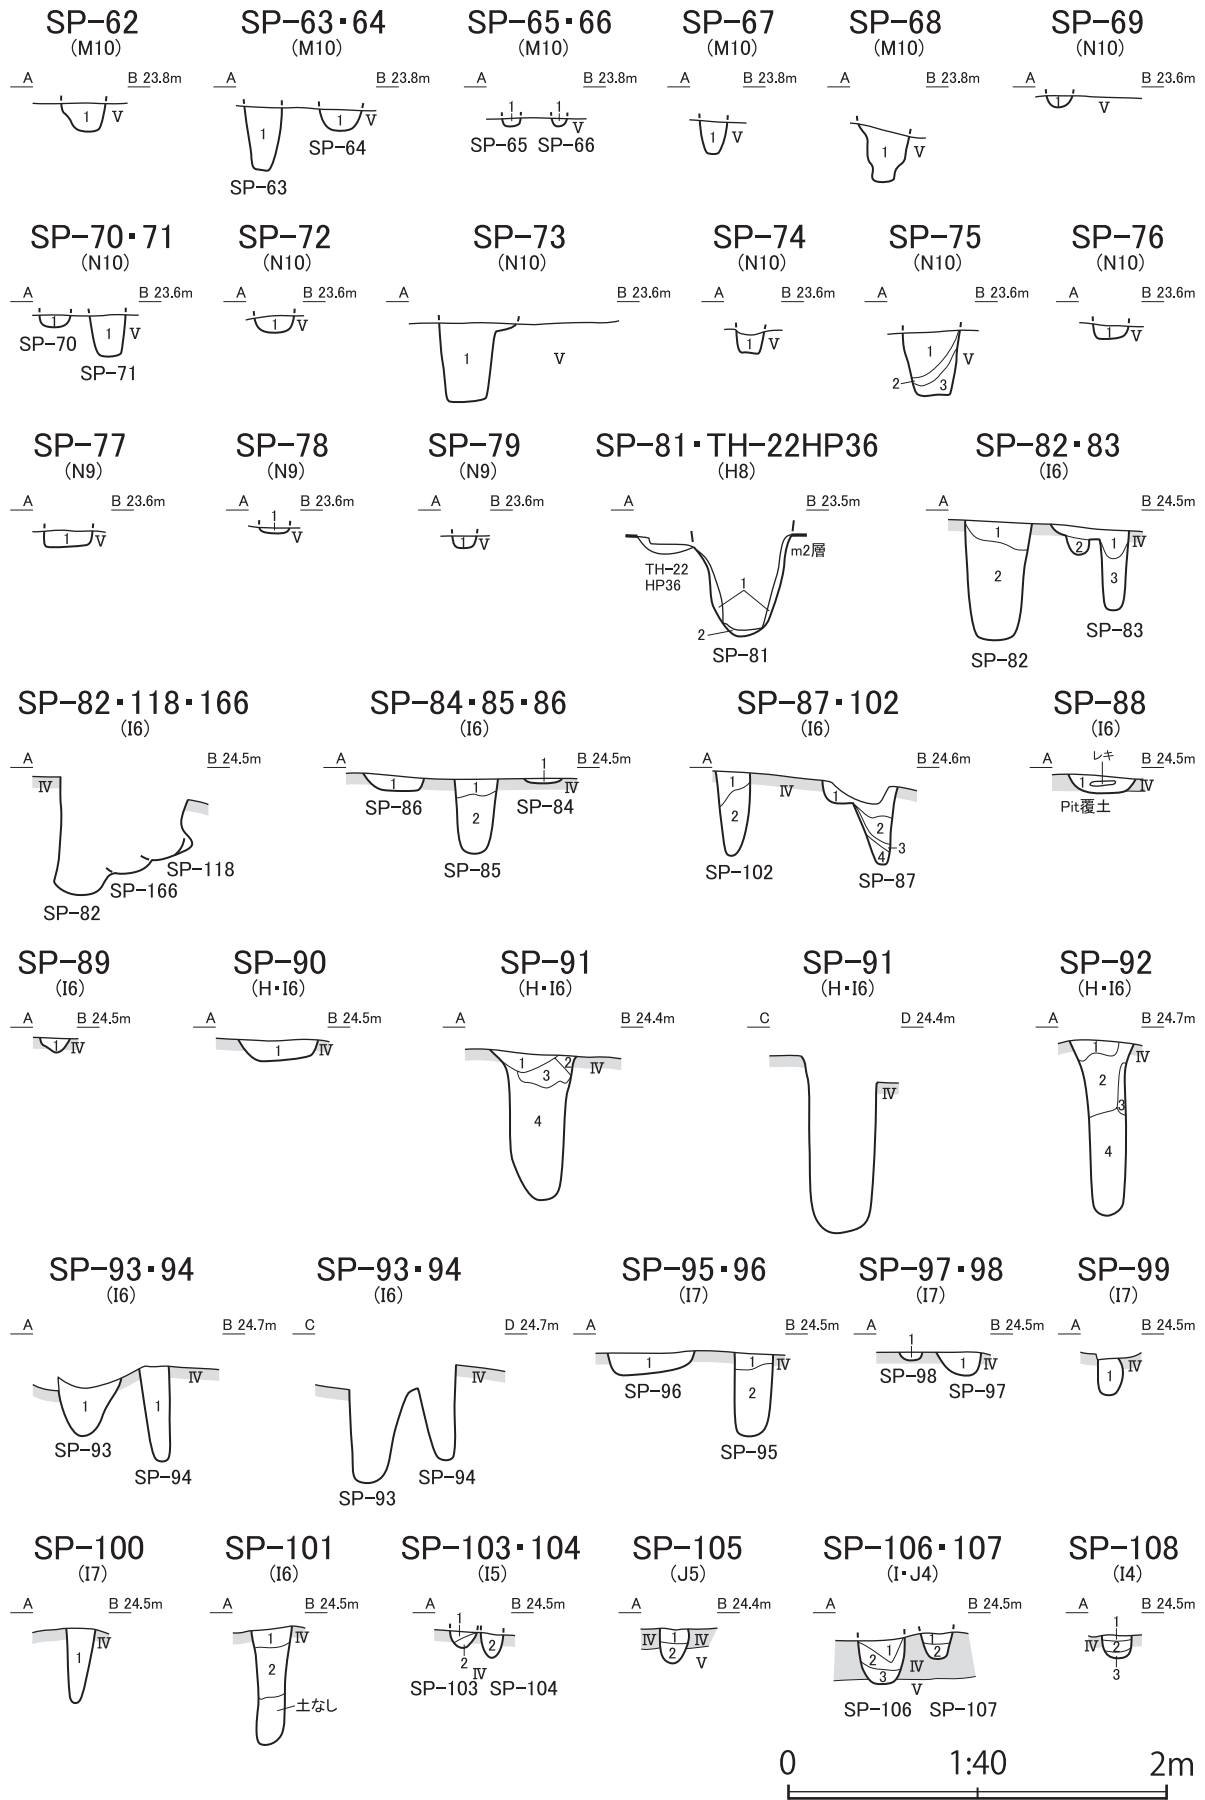 SP-62 SP-63・64 SP-65・66 SP-67 SP-68 SP-69
(M10) (M10) (M10) (M10) (M10) (N10)
A B 23.8m A B 23.8m A B 23.8m A B 23.8m A B 23.8m A B 23.6m
1 V 1 1 V 1 1 V 1 V 1 V 1 V
SP-63 SP-64 SP-65 SP-66
SP-70・71 SP-72 SP-73 SP-74 SP-75 SP-76
(N10) (N10) (N10) (N10) (N10) (N10)
A B 23.6m A B 23.6m A B 23.6m A B 23.6m A B 23.6m A B 23.6m
1 1 V 1 V 1 V 1 V 1 2 3 V 1 V
SP-70 SP-71
SP-77 SP-78 SP-79 SP-81・TH-22HP36 SP-82・83
(N9) (N9) (N9) (H8) (I6)
A B 23.6m A B 23.6m A B 23.6m A B 23.5m A B 24.5m
1 V 1 V 1 V 1 2 m2層 1 2 2 1 3 IV
TH-22
HP36
SP-81 SP-82 SP-83
SP-82・118・166 SP-84・85・86 SP-87・102 SP-88
(I6) (I6) (I6) (I6)
A B 24.5m A B 24.5m A B 24.6m A B 24.5m
IV 1 1 2 1 IV 1 2 IV 1 2 3 4 レキ 1 IV
SP-82 SP-166 SP-118 SP-86 SP-85 SP-84 SP-102 SP-87 Pit覆土
SP-89 SP-90 SP-91 SP-91 SP-92
(I6) (H・I6) (H・I6) (H・I6) (H・I6)
A B 24.5m A B 24.5m A B 24.4m C D 24.4m A B 24.7m
1 IV 1 IV 1 2 3 4 IV IV 1 2 3 4 IV
SP-93・94 SP-93・94 SP-95・96 SP-97・98 SP-99
(I6) (I6) (I7) (I7) (I7)
A B 24.7m C D 24.7m A B 24.5m A B 24.5m A B 24.5m
1 1 IV IV 1 1 2 IV 1 1 IV 1 IV
SP-93 SP-94 SP-93 SP-94 SP-96 SP-95 SP-98 SP-97
SP-100 SP-101 SP-103・104 SP-105 SP-106・107 SP-108
(I7) (I6) (I5) (J5) (I・J4) (I4)
A B 24.5m A B 24.5m A B 24.5m A B 24.4m A B 24.5m A B 24.5m
1 IV 1 2 IV 1 2 2 IV IV 1 2 IV V 1 2 3 1 2 IV V IV 1 2 3
土なし
SP-103 SP-104 SP-106 SP-107
0 1:40 2m